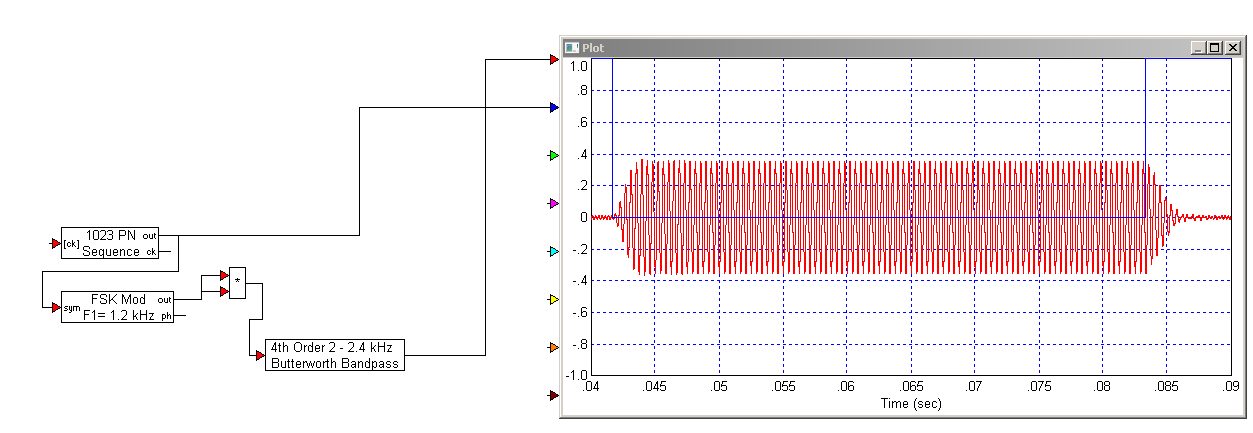 Plot
1.0
.8
.6
.4
.2
0
-.2
-.4
-.6
-.8
-1.0
.04 .045 .05 .055 .06 .065 .07 .075 .08 .085 .09
Time (sec)
[ck] 1023 PN out
Sequence ck
sym FSK Mod out
F1= 1.2 kHz ph
*
4th Order 2 - 2.4 kHz
Butterworth Bandpass